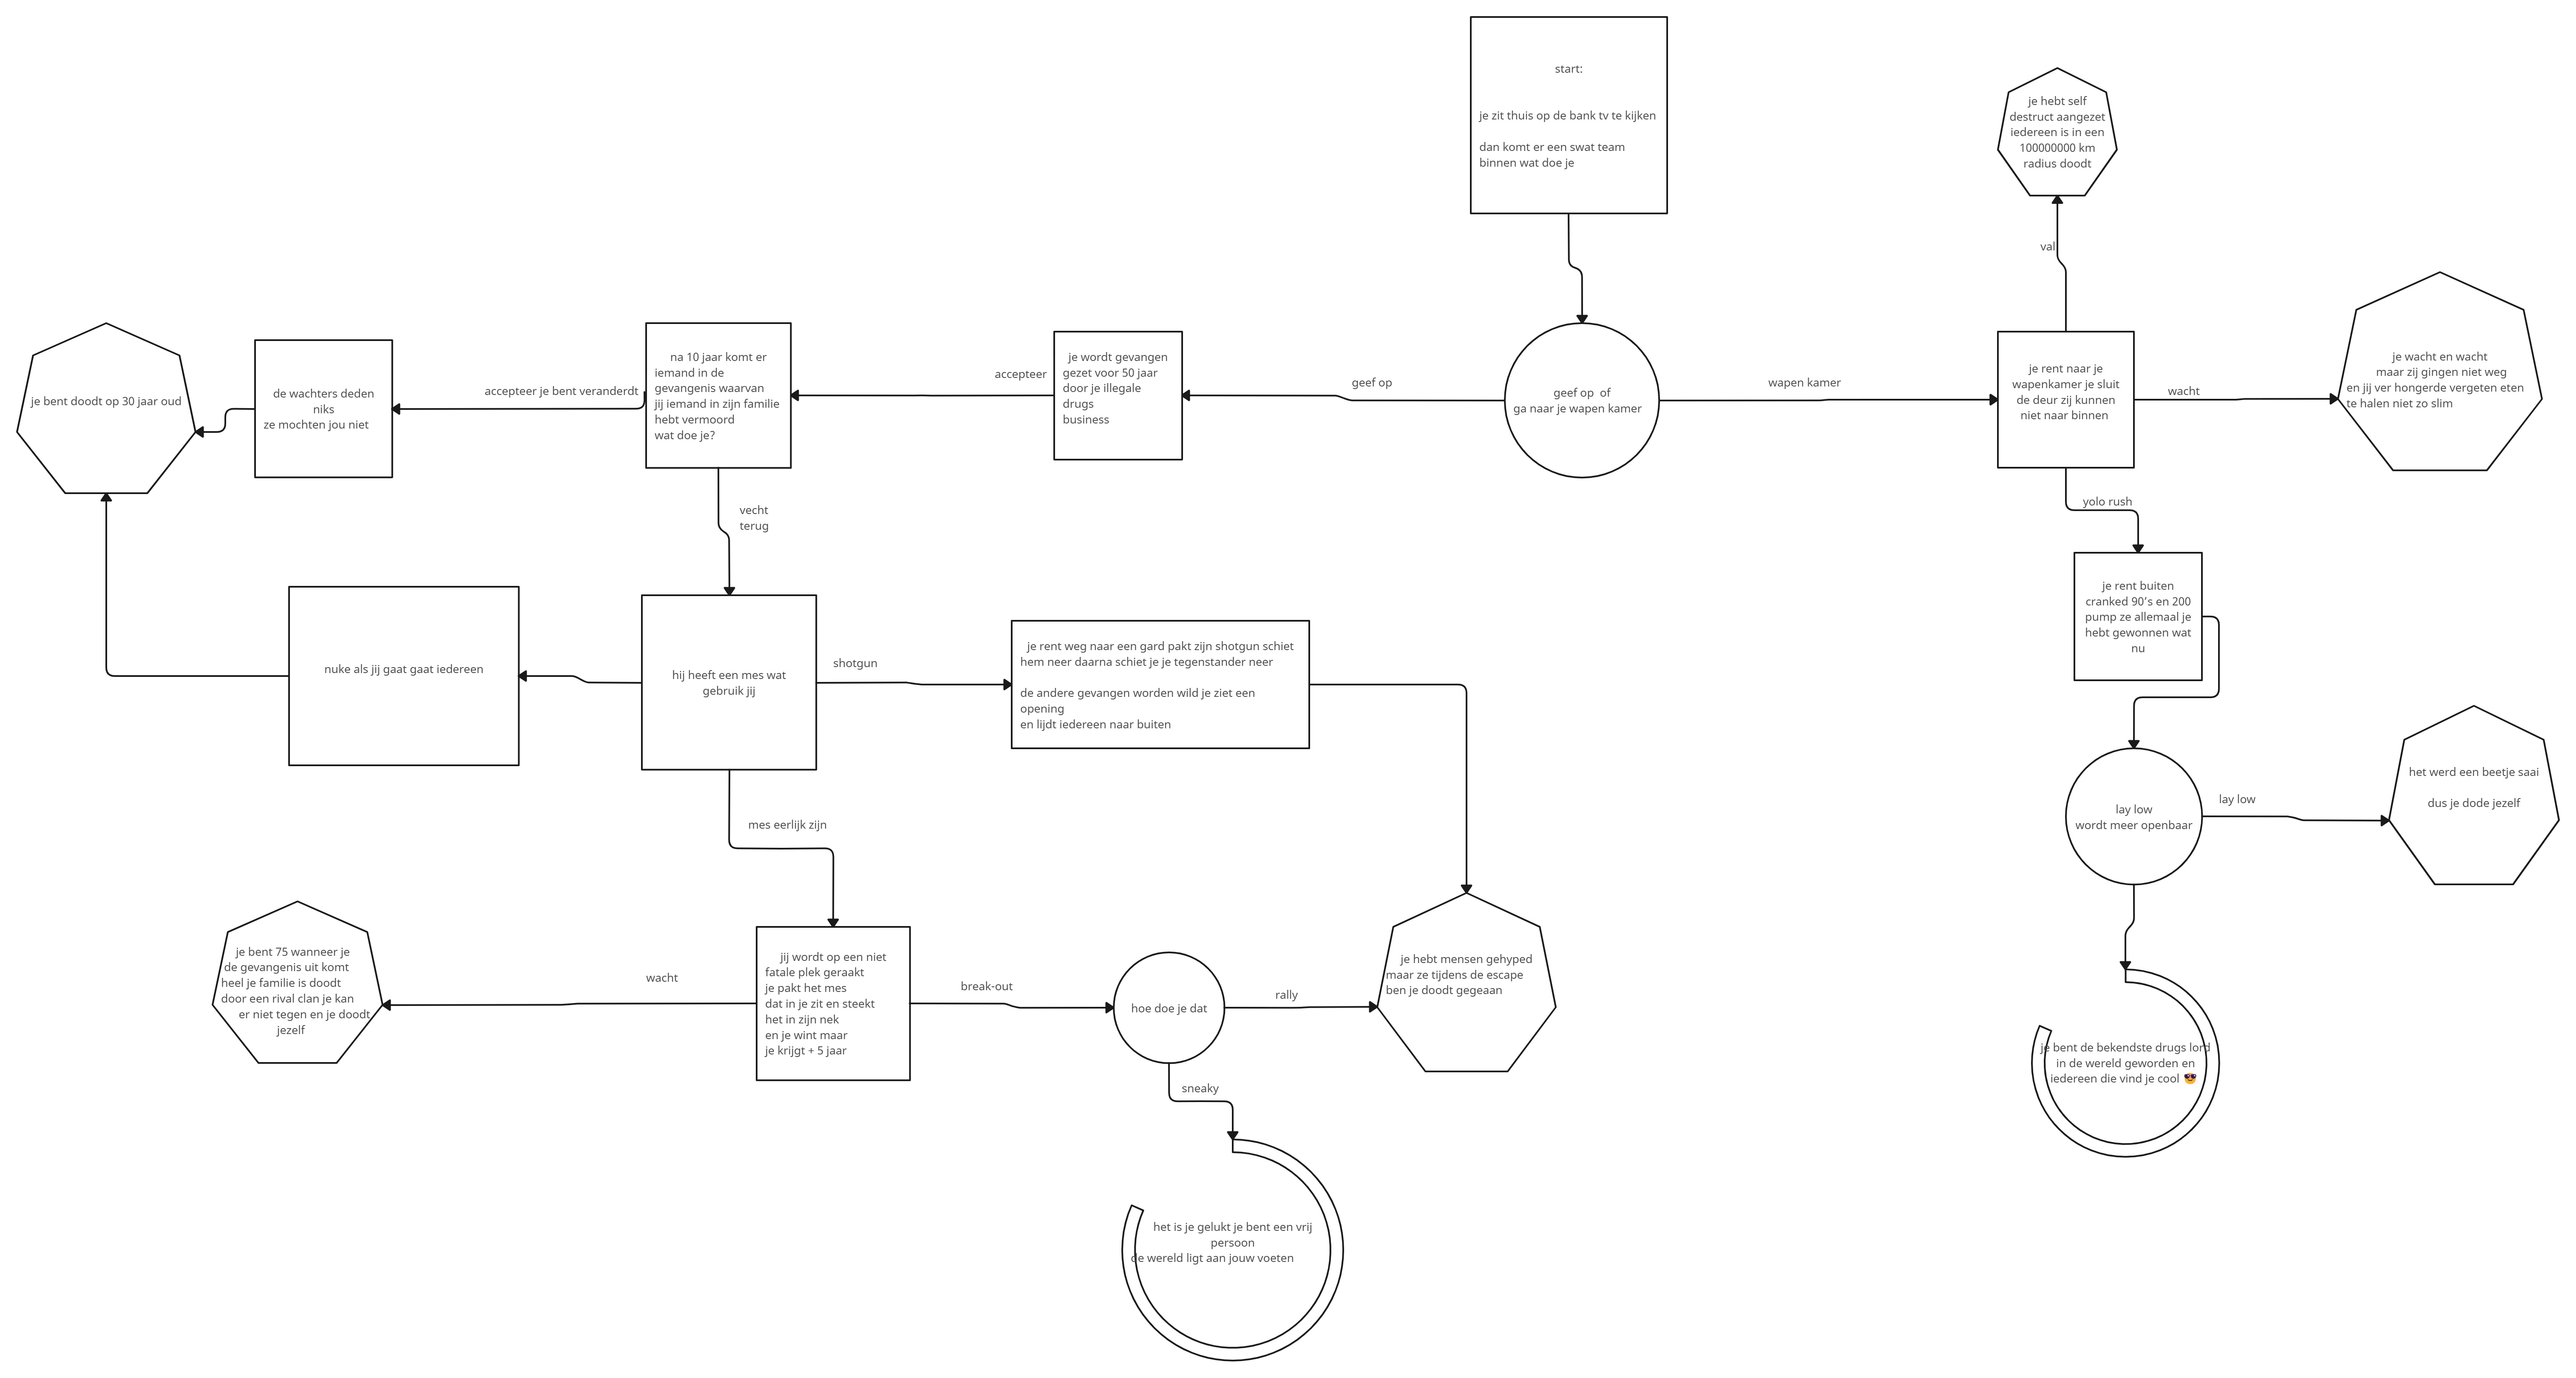 start:
je zit thuis op de bank tv te kijken
dan komt er een swat team
binnen wat doe je
je hebt self
destruct aangezet
iedereen is in een
100000000 km
radius doodt
val
je bent doodt op 30 jaar oud
de wachters deden
niks
ze mochten jou niet
accepteer je bent veranderdt
na 10 jaar komt er
iemand in de
gevangenis waarvan
jij iemand in zijn familie
hebt vermoord
wat doe je?
accepteer
je wordt gevangen
gezet voor 50 jaar
door je illegale
drugs
business
geef op
geef op of
ga naar je wapen kamer
wapen kamer
je rent naar je
wapenkamer je sluit
de deur zij kunnen
niet naar binnen
wacht
je wacht en wacht
maar zij gingen niet weg
en jij ver hongerde vergeten eten
te halen niet zo slim
vecht
terug
yolo rush
je rent buiten
cranked 90's en 200
pump ze allemaal je
hebt gewonnen wat
nu
nuke als jij gaat gaat iedereen
hij heeft een mes wat
gebruik jij
shotgun
je rent weg naar een gard pakt zijn shotgun schiet
hem neer daarna schiet je je tegenstander neer
de andere gevangen worden wild je ziet een
opening
en lijdt iedereen naar buiten
lay low
wordt meer openbaar
lay low
het werd een beetje saai
dus je dode jezelf
mes eerlijk zijn
je bent 75 wanneer je
de gevangenis uit komt
heel je familie is doodt
door een rival clan je kan
er niet tegen en je doodt
jezelf
wacht
jij wordt op een niet
fatale plek geraakt
je pakt het mes
dat in je zit en steekt
het in zijn nek
en je wint maar
je krijgt + 5 jaar
break-out
hoe doe je dat
rally
je hebt mensen gehyped
maar ze tijdens de escape
ben je doodt gegeaan
sneaky
je bent de bekendste drugs lord
in de wereld geworden en
iedereen die vind je cool 😎
het is je gelukt je bent een vrij
persoon
de wereld ligt aan jouw voeten